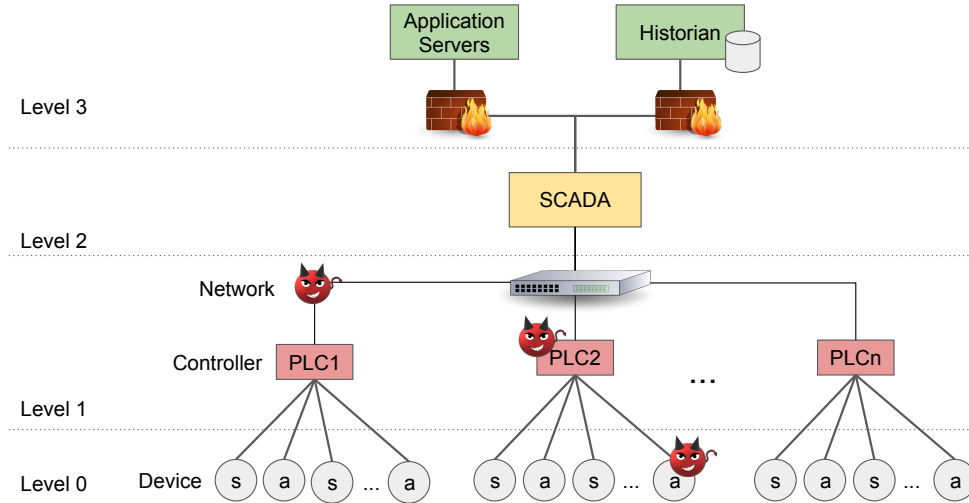 Application
Servers
Historian
Level 3
SCADA
Level 2
Network
Controller
PLC1
PLC2
...
PLCn
Level 1
Level 0
Device
s
a
s
...
a
s
a
s
...
a
s
a
s
...
a